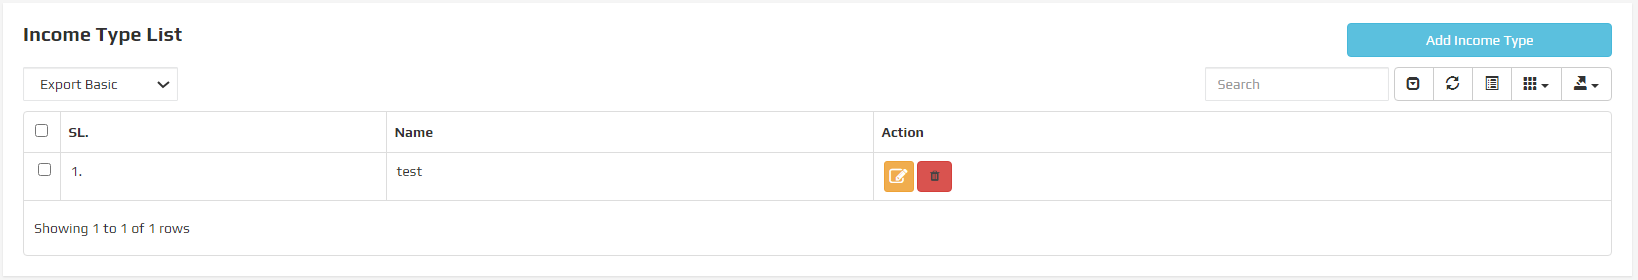 Income Type List
Add Income Type
Export Basic
Search
SL. Name Action
1. test
Showing 1 to 1 of 1 rows